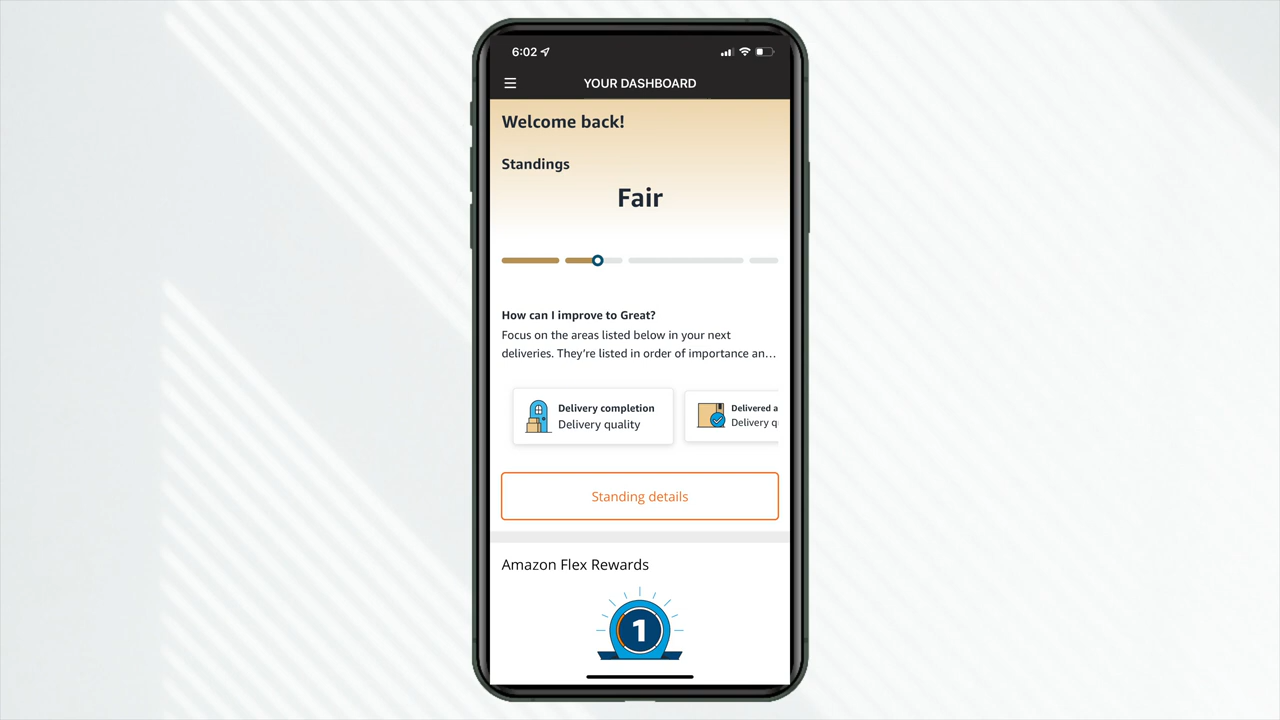 6:02
YOUR DASHBOARD
Welcome back!
Standings
Fair
How can I improve to Great?
Focus on the areas listed below in your next
deliveries. They're listed in order of importance an...
Delivery completion
Delivery quality
Delivered a
Delivery q
Standing details
Amazon Flex Rewards
1